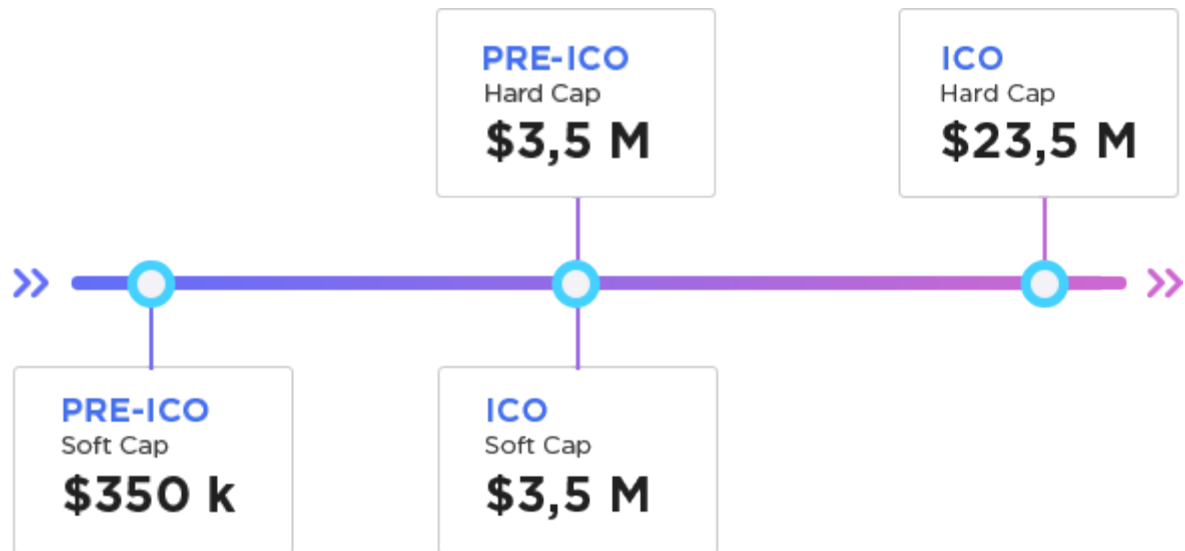 PRE-ICO
Hard Cap
$3,5 M
ICO
Hard Cap
$23,5 M
PRE-ICO
Soft Cap
$350 k
ICO
Soft Cap
$3,5 M